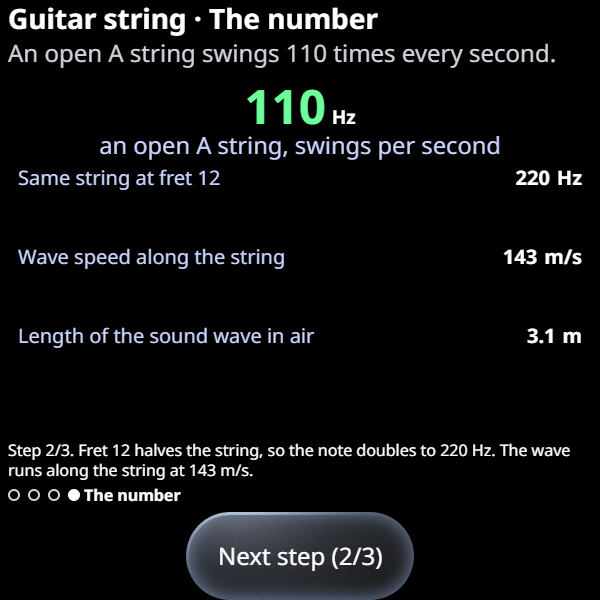 Guitar string · The number
An open A string swings 110 times every second.
110 Hz
an open A string, swings per second
Same string at fret 12 220 Hz
Wave speed along the string 143 m/s
Length of the sound wave in air 3.1 m
Step 2/3. Fret 12 halves the string, so the note doubles to 220 Hz. The wave
runs along the string at 143 m/s.
The number
Next step (2/3)